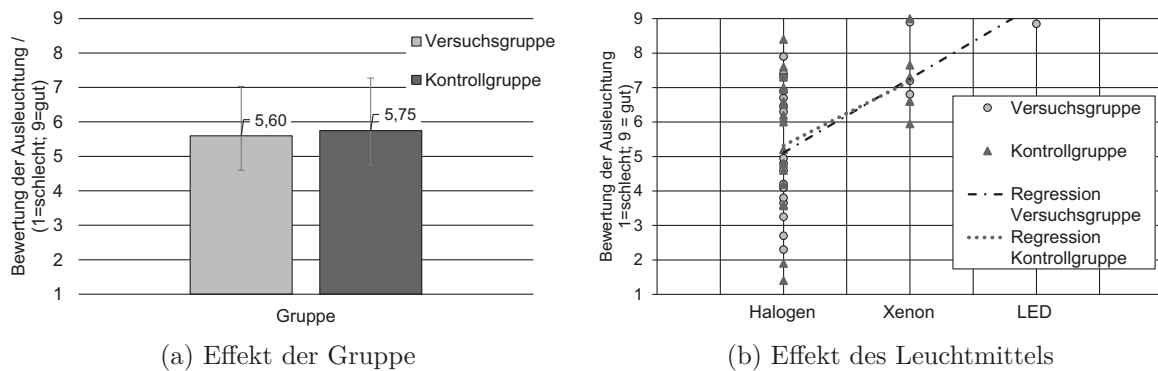 Bewertung der Ausleuchtung /
(1=schlecht; 9=gut)
9
8
7
6
5
4
3
2
1
Versuchsgruppe
Kontrollgruppe
5,60
5,75
Gruppe
(a) Effekt der Gruppe
Bewertung der Ausleuchtung
1=schlecht; 9 = gut)
9
8
7
6
5
4
3
2
1
Versuchsgruppe
Kontrollgruppe
Regression
Versuchsgruppe
Regression
Kontrollgruppe
Halogen
Xenon
LED
(b) Effekt des Leuchtmittels